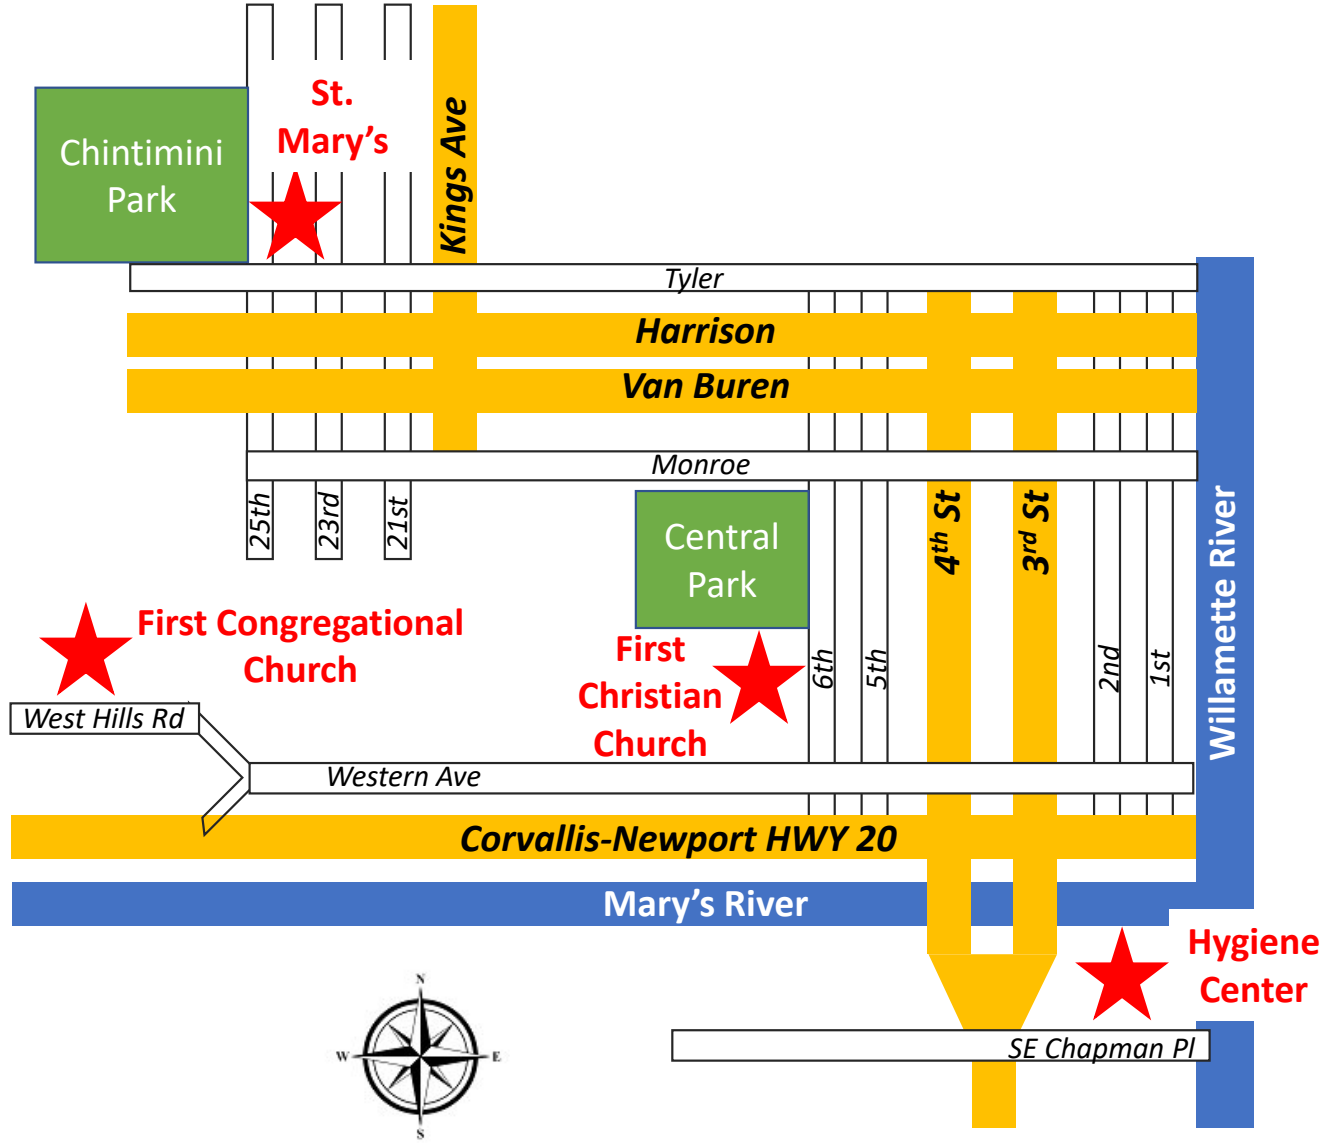 St.
Mary's
Chintimini
Park
Kings Ave
Tyler
Harrison
Van Buren
Monroe
25th
23rd
21st
Central
Park
4th St
3rd St
Willamette River
First Congregational
Church
First
Christian
Church
6th
5th
2nd
1st
West Hills Rd
Western Ave
Corvallis-Newport HWY 20
Mary's River
Hygiene
Center
N
W
E
S
SE Chapman Pl